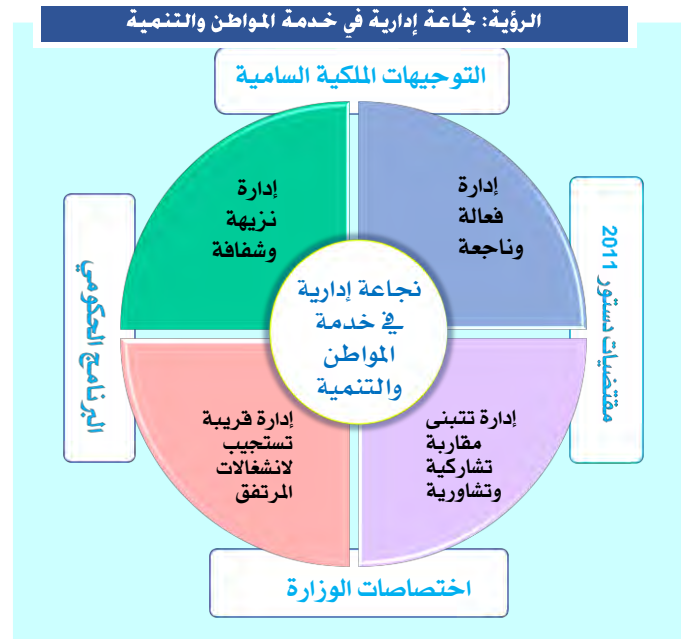 الرؤية: نجاعة إدارية في خدمة المواطن والتنمية
التوجيهات الملكية السامية
إدارة
فعالة
وناجعة
إدارة
نزيهة
وشفافة
مقتضيات دستور 2011
البرنامج الحكومي
نجاعة إدارية
في خدمة
المواطن
والتنمية
إدارة تتبنى
مقاربة
تشاركية
وتشاورية
إدارة قريبة
تستجيب
لانشغالات
المرتفق
اختصاصات الوزارة